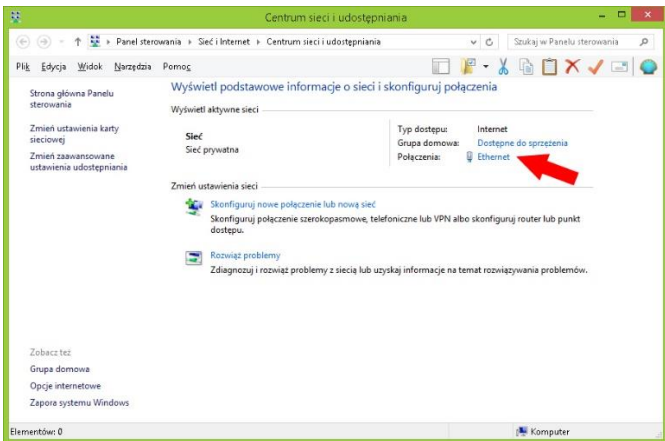 Centrum sieci i udostępniania
Panel sterowania ▸ Sieć i Internet ▸ Centrum sieci i udostępniania
Szukaj w Panelu sterowania
Plik Edycja Widok Narzędzia Pomoc
Strona główna Panelu
sterowania
Zmień ustawienia karty
sieciowej
Zmień zaawansowane
ustawienia udostępniania
Wyświetl podstawowe informacje o sieci i skonfiguruj połączenia
Wyświetl aktywne sieci
Sieć
Sieć prywatna
Typ dostępu: Internet
Grupa domowa: Dostępne do sprzężenia
Połączenia: Ethernet
Zmień ustawienia sieci
Skonfiguruj nowe połączenie lub nową sieć
Skonfiguruj połączenie szerokopasmowe, telefoniczne lub VPN albo skonfiguruj router lub punkt
dostępu.
Rozwiąż problemy
Zdiagnozuj i rozwiąż problemy z siecią lub uzyskaj informacje na temat rozwiązywania problemów.
Zobacz też
Grupa domowa
Opcje internetowe
Zapora systemu Windows
Elementów: 0
Komputer